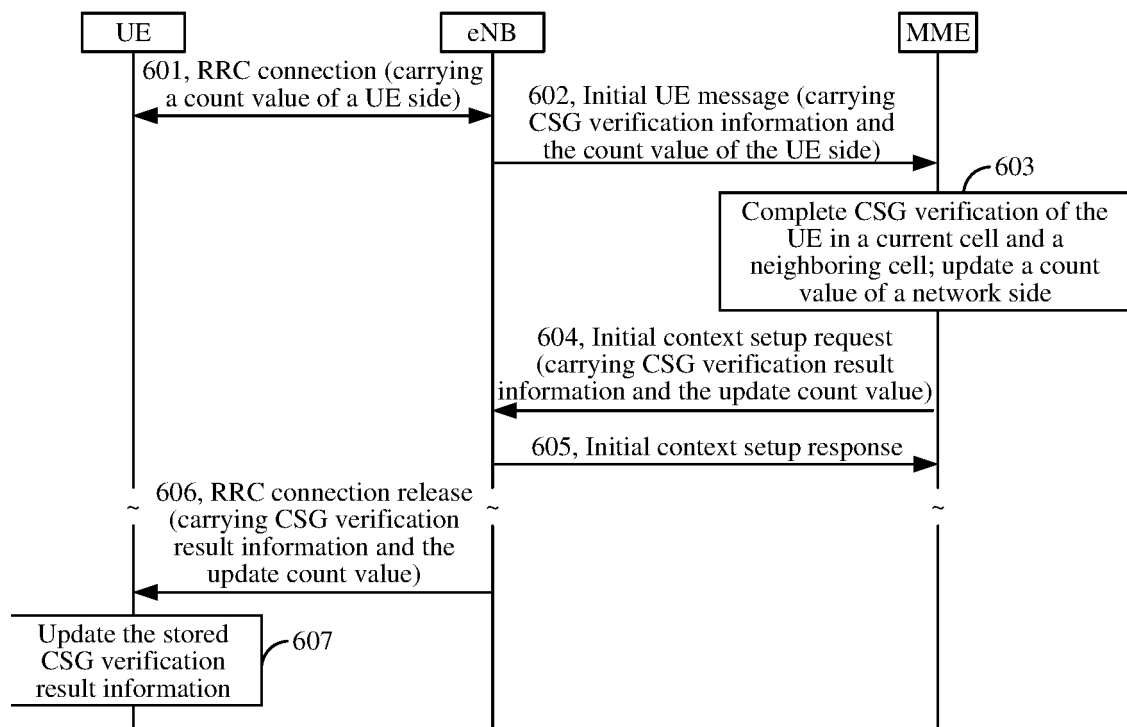 UE
eNB
MME
601, RRC connection (carrying
a count value of a UE side)
602, Initial UE message (carrying
CSG verification information and
the count value of the UE side)
603
Complete CSG verification of the
UE in a current cell and a
neighboring cell; update a count
value of a network side
604, Initial context setup request
(carrying CSG verification result
information and the update count value)
605, Initial context setup response
606, RRC connection release
(carrying CSG verification
result information and the
update count value)
~
~
~
Update the stored
CSG verification
result information
607